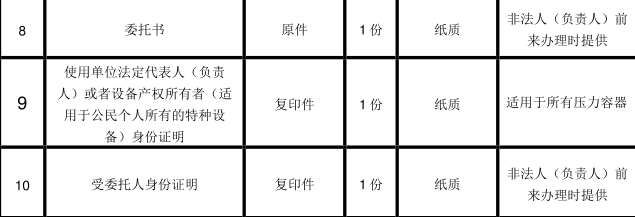 8 委托书 原件 1 份 纸质 非法人（负责人）前
来办理时提供
9 使用单位法定代表人（负责
人）或者设备产权所有者（适
用于公民个人所有的特种设
备）身份证明 复印件 1 份 纸质 适用于所有压力容器
10 受委托人身份证明 复印件 1 份 纸质 非法人（负责人）前
来办理时提供